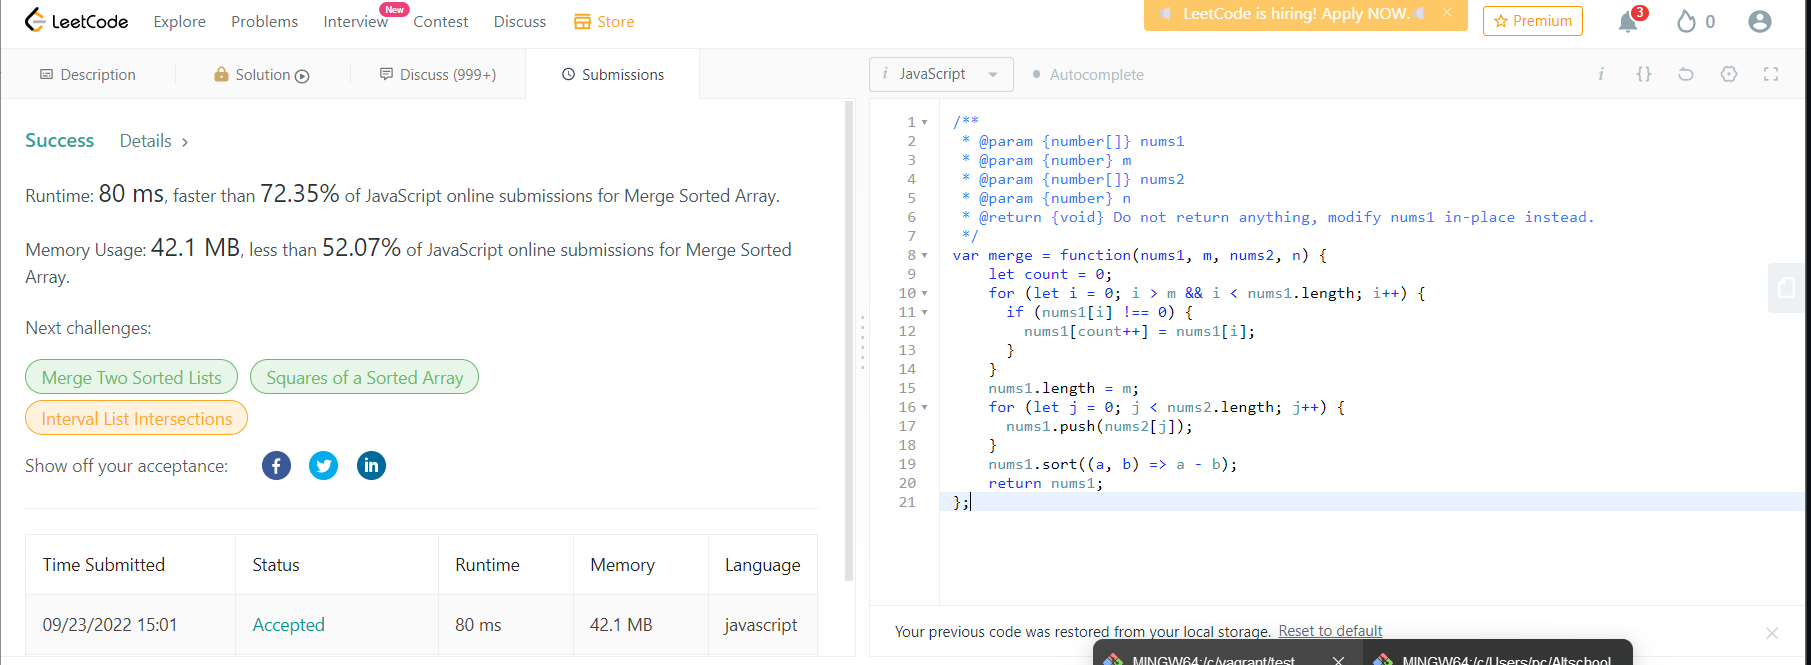 LeetCode Explore Problems Interview New Contest Discuss Store LeetCode is hiring! Apply NOW. × Premium 3 0
Description Solution Discuss (999+) Submissions
i JavaScript Autocomplete i {}
Success Details >
Runtime: 80 ms, faster than 72.35% of JavaScript online submissions for Merge Sorted Array.
Memory Usage: 42.1 MB, less than 52.07% of JavaScript online submissions for Merge Sorted
Array.
Next challenges:
Merge Two Sorted Lists Squares of a Sorted Array
Interval List Intersections
Show off your acceptance: f in
Time Submitted Status Runtime Memory Language
09/23/2022 15:01 Accepted 80 ms 42.1 MB javascript
1 /**
2 * @param {number[]} nums1
3 * @param {number} m
4 * @param {number[]} nums2
5 * @param {number} n
6 * @return {void} Do not return anything, modify nums1 in-place instead.
7 */
8 var merge = function(nums1, m, nums2, n) {
9 let count = 0;
10 for (let i = 0; i > m && i < nums1.length; i++) {
11 if (nums1[i] !== 0) {
12 nums1[count++] = nums1[i];
13 }
14 }
15 nums1.length = m;
16 for (let j = 0; j < nums2.length; j++) {
17 nums1.push(nums2[j]);
18 }
19 nums1.sort((a, b) => a - b);
20 return nums1;
21 };
Your previous code was restored from your local storage. Reset to default ×
MINGW64:/c/vagrant/test × MINGW64:/c/Users/pc/Altschool